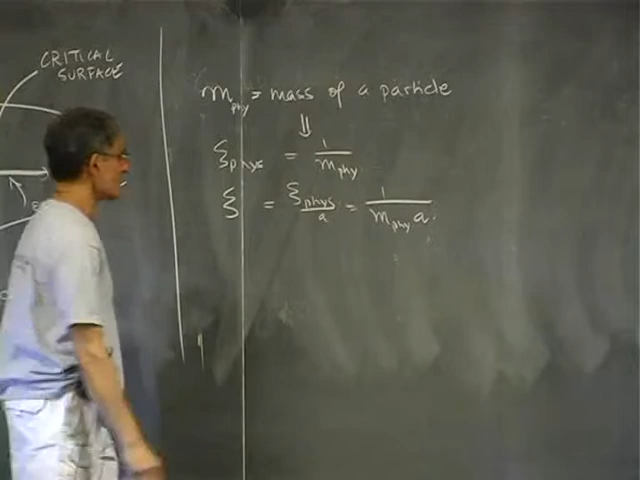 CRITICAL
SURFACE
m_phy = mass of a particle
⇓
ξ_phys = 1/m_phy
ξ = ξ_phys/a = 1/(m_phy a)